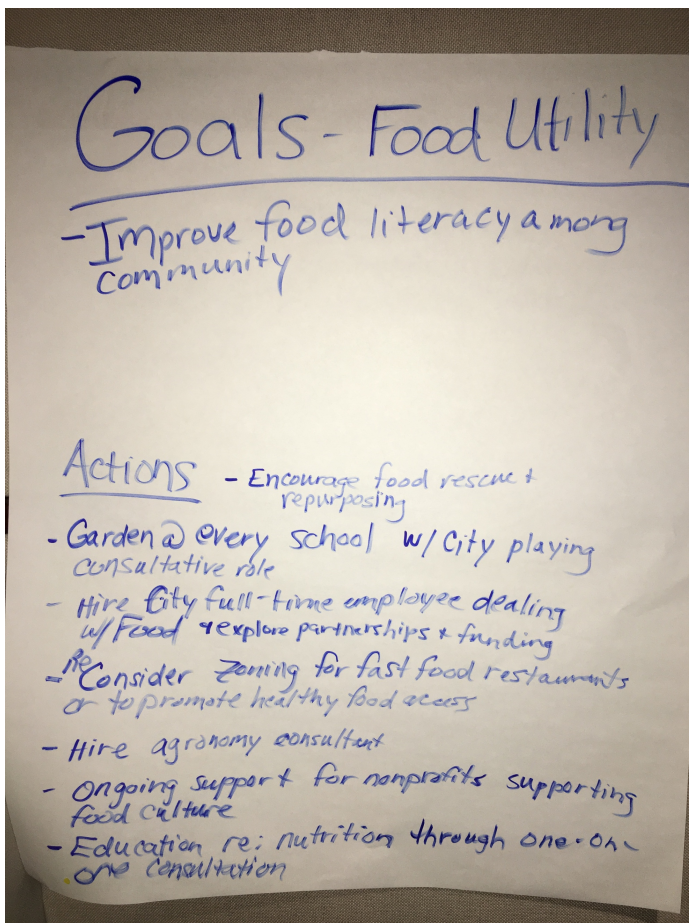 Goals - Food Utility
- Improve food literacy among
community
Actions
- Encourage food rescue +
repurposing
- Garden @ every school w/ City playing
consultative role
- Hire City full-time employee dealing
w/ Food + explore partnerships + funding
- ReConsider zoning for fast food restaurants
or to promote healthy food access
- Hire agronomy consultant
- Ongoing support for nonprofits supporting
food culture
- Education re: nutrition through one-on-
one consultation